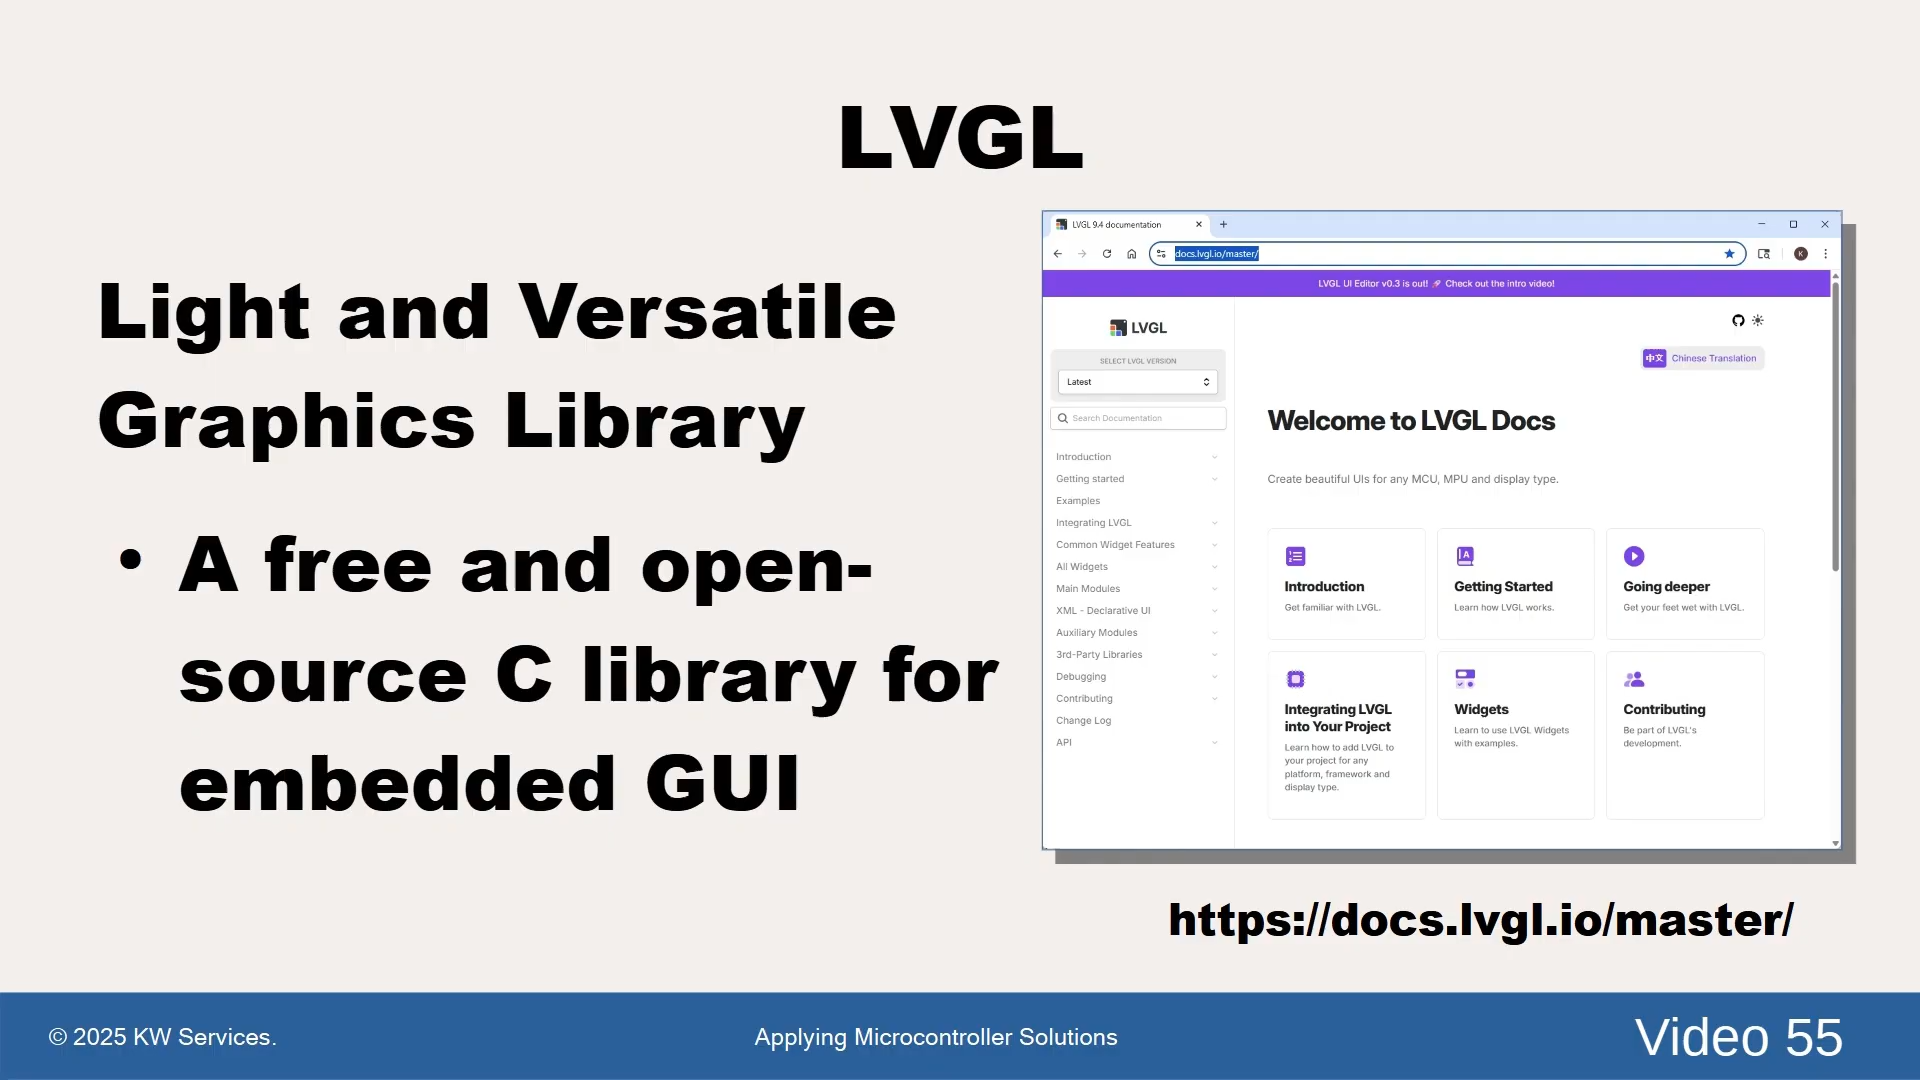 LVGL
Light and Versatile
Graphics Library
• A free and open-
source C library for
embedded GUI
LVGL 9.4 documentation
docs.lvgl.io/master/
K
LVGL UI Editor v0.3 is out! 🚀 Check out the intro video!
LVGL
SELECT LVGL VERSION
Latest
Search Documentation
Introduction
Getting started
Examples
Integrating LVGL
Common Widget Features
All Widgets
Main Modules
XML - Declarative UI
Auxiliary Modules
3rd-Party Libraries
Debugging
Contributing
Change Log
API
中文 Chinese Translation
Welcome to LVGL Docs
Create beautiful UIs for any MCU, MPU and display type.
Introduction
Get familiar with LVGL.
Getting Started
Learn how LVGL works.
Going deeper
Get your feet wet with LVGL.
Integrating LVGL
into Your Project
Learn how to add LVGL to
your project for any
platform, framework and
display type.
Widgets
Learn to use LVGL Widgets
with examples.
Contributing
Be part of LVGL's
development.
https://docs.lvgl.io/master/
© 2025 KW Services.
Applying Microcontroller Solutions
Video 55